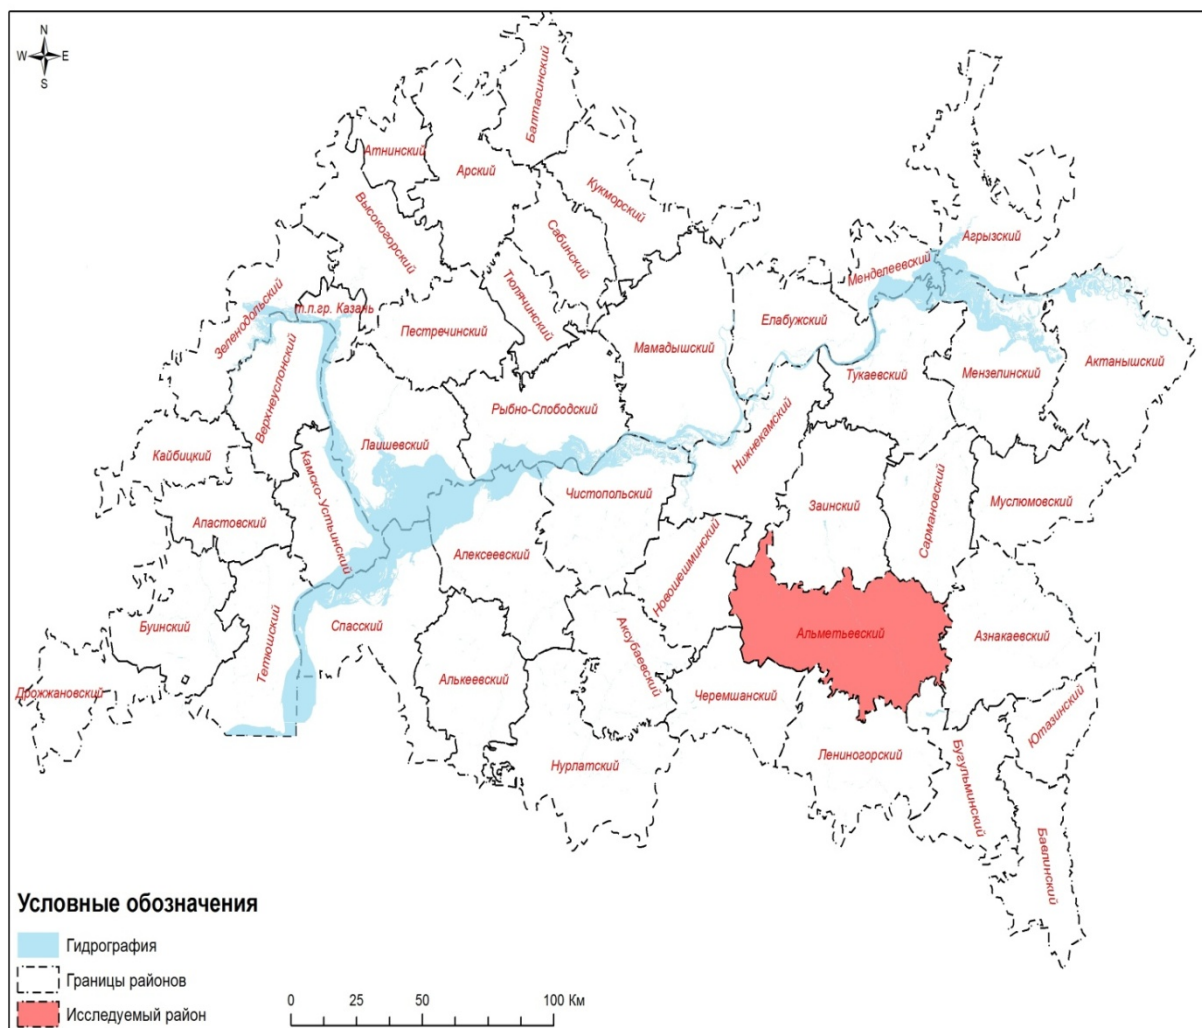 N
W E
S
Балтасинский
Атнинский
Арский
Кукморский
Высокогорский
Сабинский
Агрызский
Менделеевский
Тюлячинский
Зеленодольский
т.п.гр. Казань
Пестречинский
Елабужский
Мамадышский
Верхнеуслонский
Тукаевский
Мензелинский
Актанышский
Рыбно-Слободский
Лаишевский
Кайбицкий
Нижнекамский
Камско-Устьинский
Чистопольский
Заинский
Сармановский
Муслюмовский
Апастовский
Алексеевский
Новошешминский
Буинский
Тетюшский
Спасский
Аксубаевский
Альметьевский
Азнакаевский
Дрожжановский
Алькеевский
Черемшанский
Ютазинский
Нурлатский
Лениногорский
Бугульминский
Бавлинский
Условные обозначения
Гидрография
Границы районов
Исследуемый район
0 25 50 100 Км